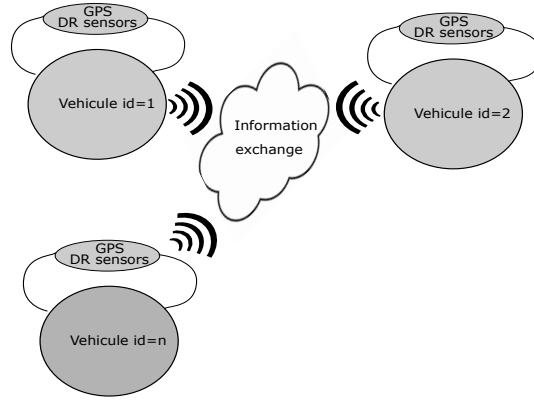 GPS
DR sensors
Vehicule id=1
GPS
DR sensors
Vehicule id=2
Information
exchange
GPS
DR sensors
Vehicule id=n